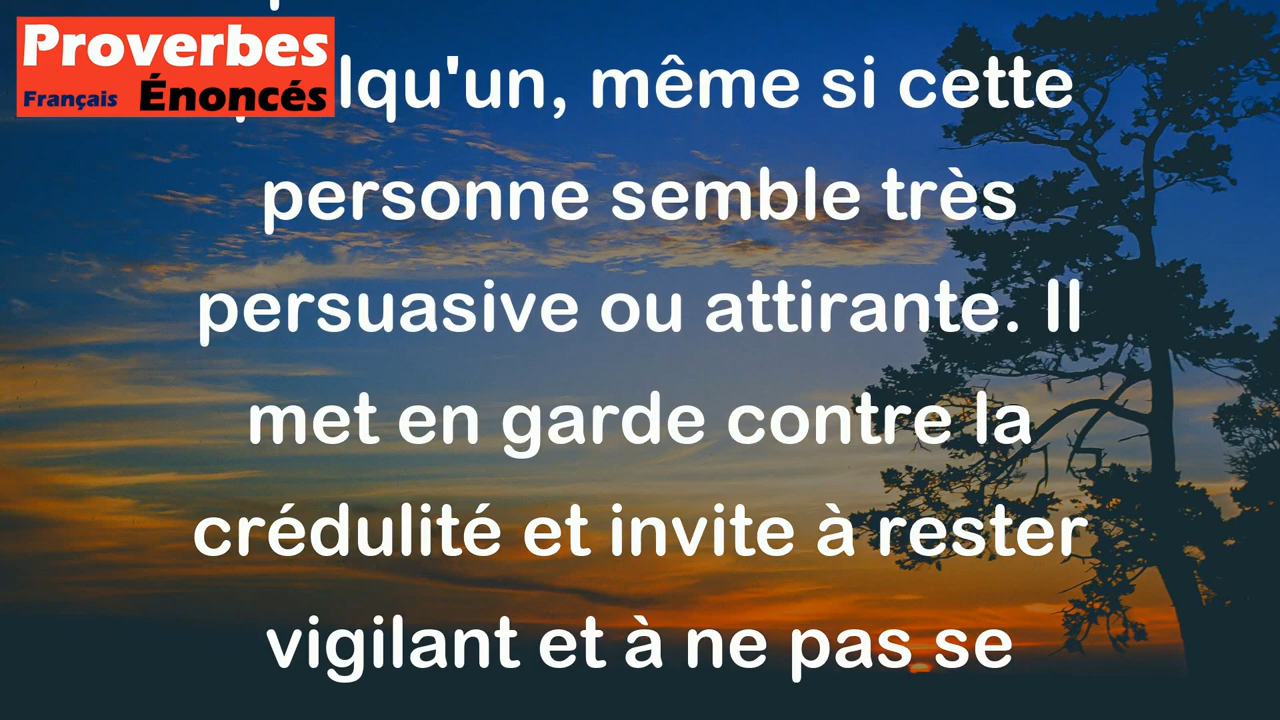 Proverbes
Français Énoncés
lqu'un, même si cette
personne semble très
persuasive ou attirante. Il
met en garde contre la
crédulité et invite à rester
vigilant et à ne pas se